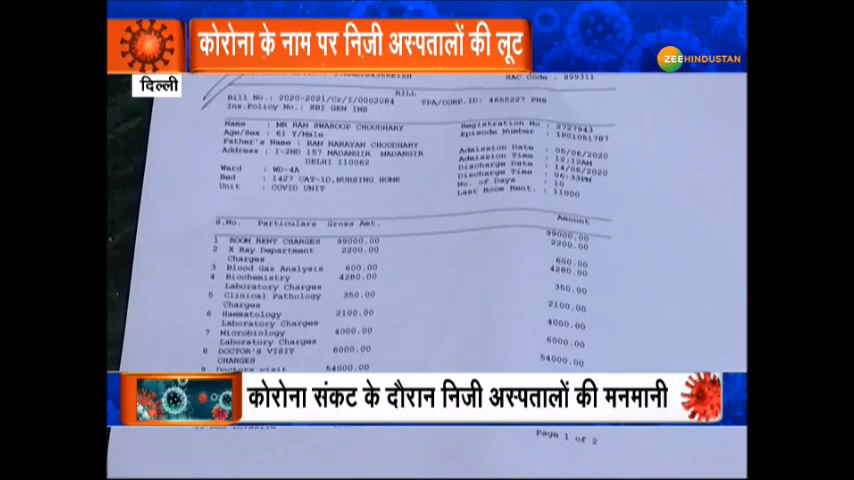 कोरोना के नाम पर निजी अस्पतालों की लूट
ZEE HINDUSTAN
दिल्ली
SAC Code : 999311
BILL
Bill No.: 2020-2021/Cr/I/0002084 TPA/CORP.ID: 4655227 PHS
Ins.Policy No.: SBI GEN INS
Name : MR RAM SWAROOP CHOUDHARY
Age/Sex : 61 Y/Male
Father's Name : RAM NARAYAN CHOUDHARY
Address : I-2ND 157 MADANGIR MADANGIR
DELHI 110062
Ward : WD-4A
Bed : 1427 CAT-1D,NURSING HOME
Unit : COVID UNIT
Registration No : 2727943
Episode Number : IP01051787
Admission Date : 05/06/2020
Admission Time : 12:12AM
Discharge Date : 14/06/2020
Discharge Time : 06:33PM
No. of Days : 10
Last Room Rent. : 11000
S.No. Particulars Gross Amt. Amount
1 ROOM RENT CHARGES 99000.00 99000.00
2 X Ray Department 2200.00 2200.00
Charges
3 Blood Gas Analysis 600.00 600.00
4 Biochemistry 4280.00 4280.00
Laboratory Charges
5 Clinical Pathology 350.00 350.00
Charges
6 Haematology 2100.00 2100.00
Laboratory Charges
7 Microbiology 4000.00 4000.00
Laboratory Charges
8 DOCTOR'S VISIT 6000.00 6000.00
CHARGES
9 Doctors visit 54000.00 54000.00
कोरोना संकट के दौरान निजी अस्पतालों की मनमानी
Page 1 of 2